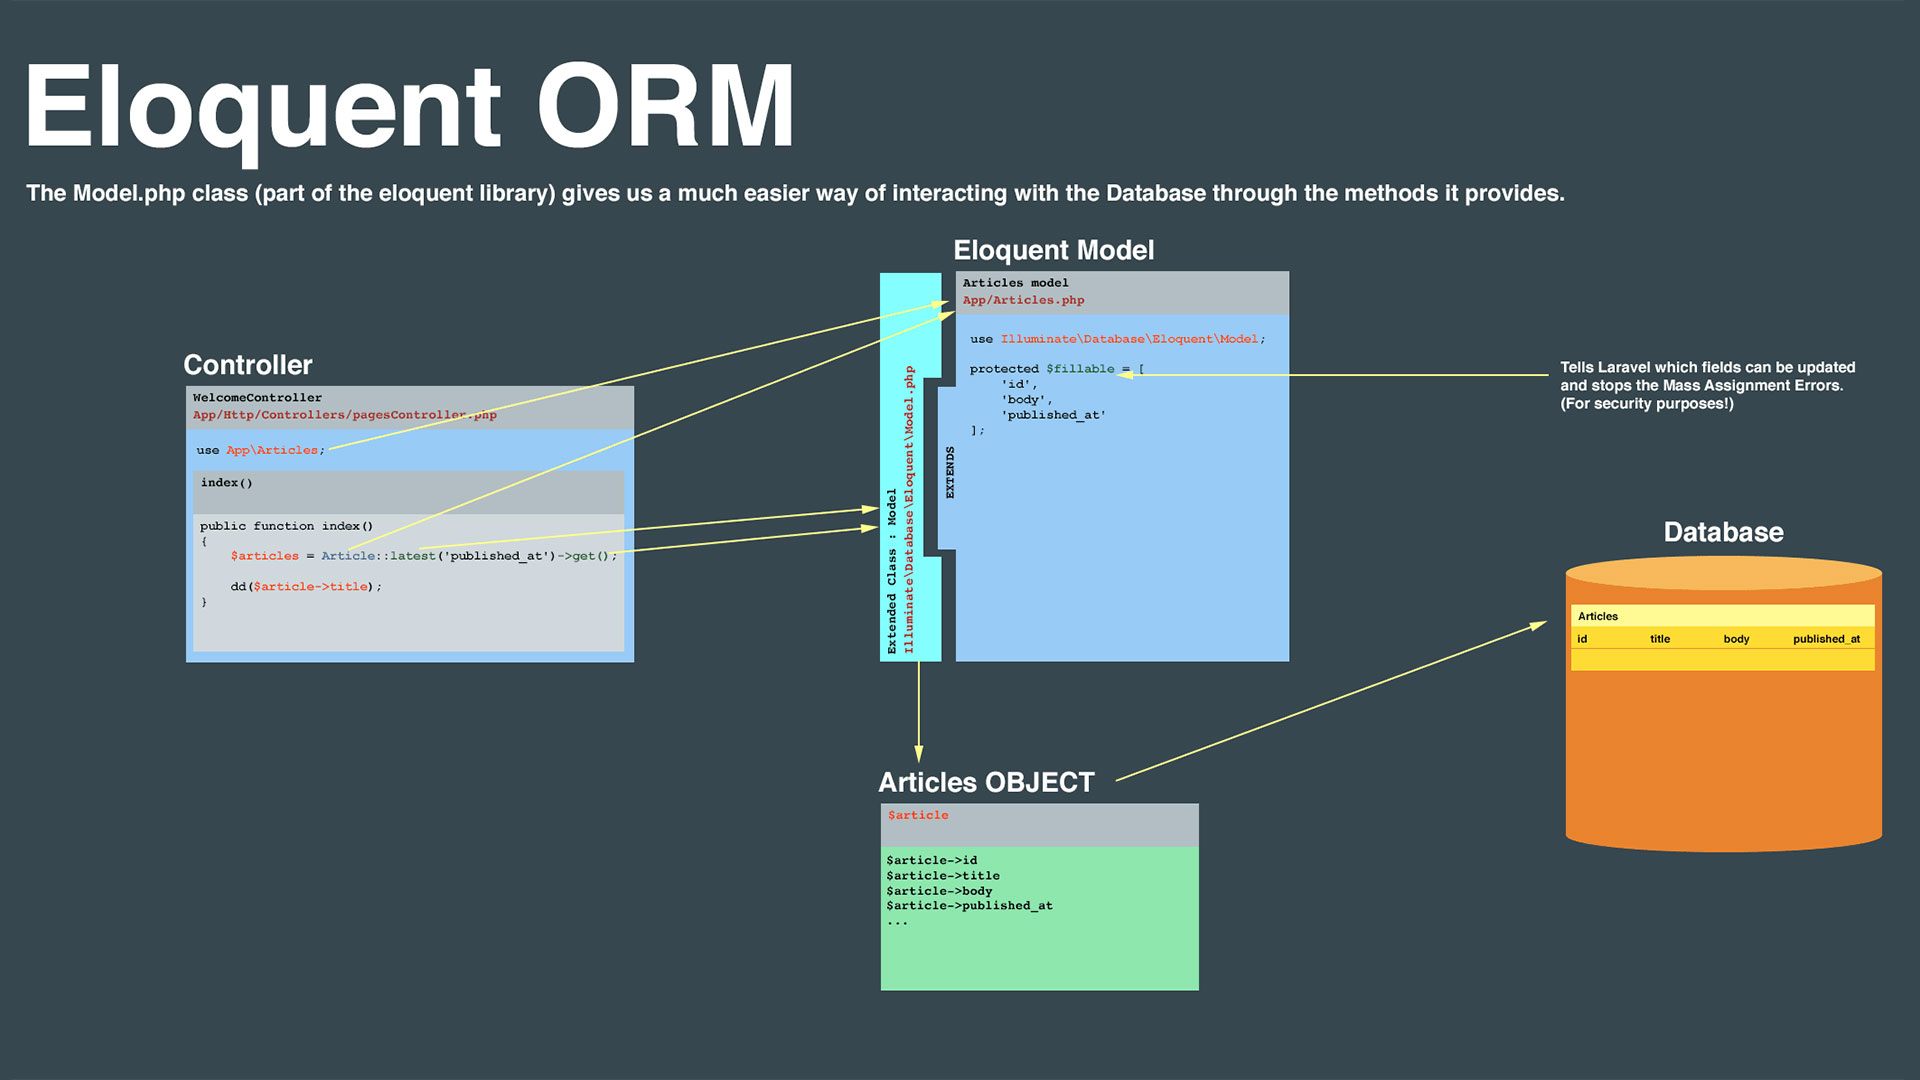 Eloquent ORM
The Model.php class (part of the eloquent library) gives us a much easier way of interacting with the Database through the methods it provides.
Controller
WelcomeController
App/Http/Controllers/pagesController.php
use App\Articles;
index()
public function index()
{
$articles = Article::latest('published_at')->get();
dd($article->title);
}
Extended Class : Model
Illuminate\Database\Eloquent\Model.php
EXTENDS
Eloquent Model
Articles model
App/Articles.php
use Illuminate\Database\Eloquent\Model;
protected $fillable = [
'id',
'body',
'published_at'
];
Tells Laravel which fields can be updated
and stops the Mass Assignment Errors.
(For security purposes!)
Database
Articles
id title body published_at
Articles OBJECT
$article
$article->id
$article->title
$article->body
$article->published_at
...